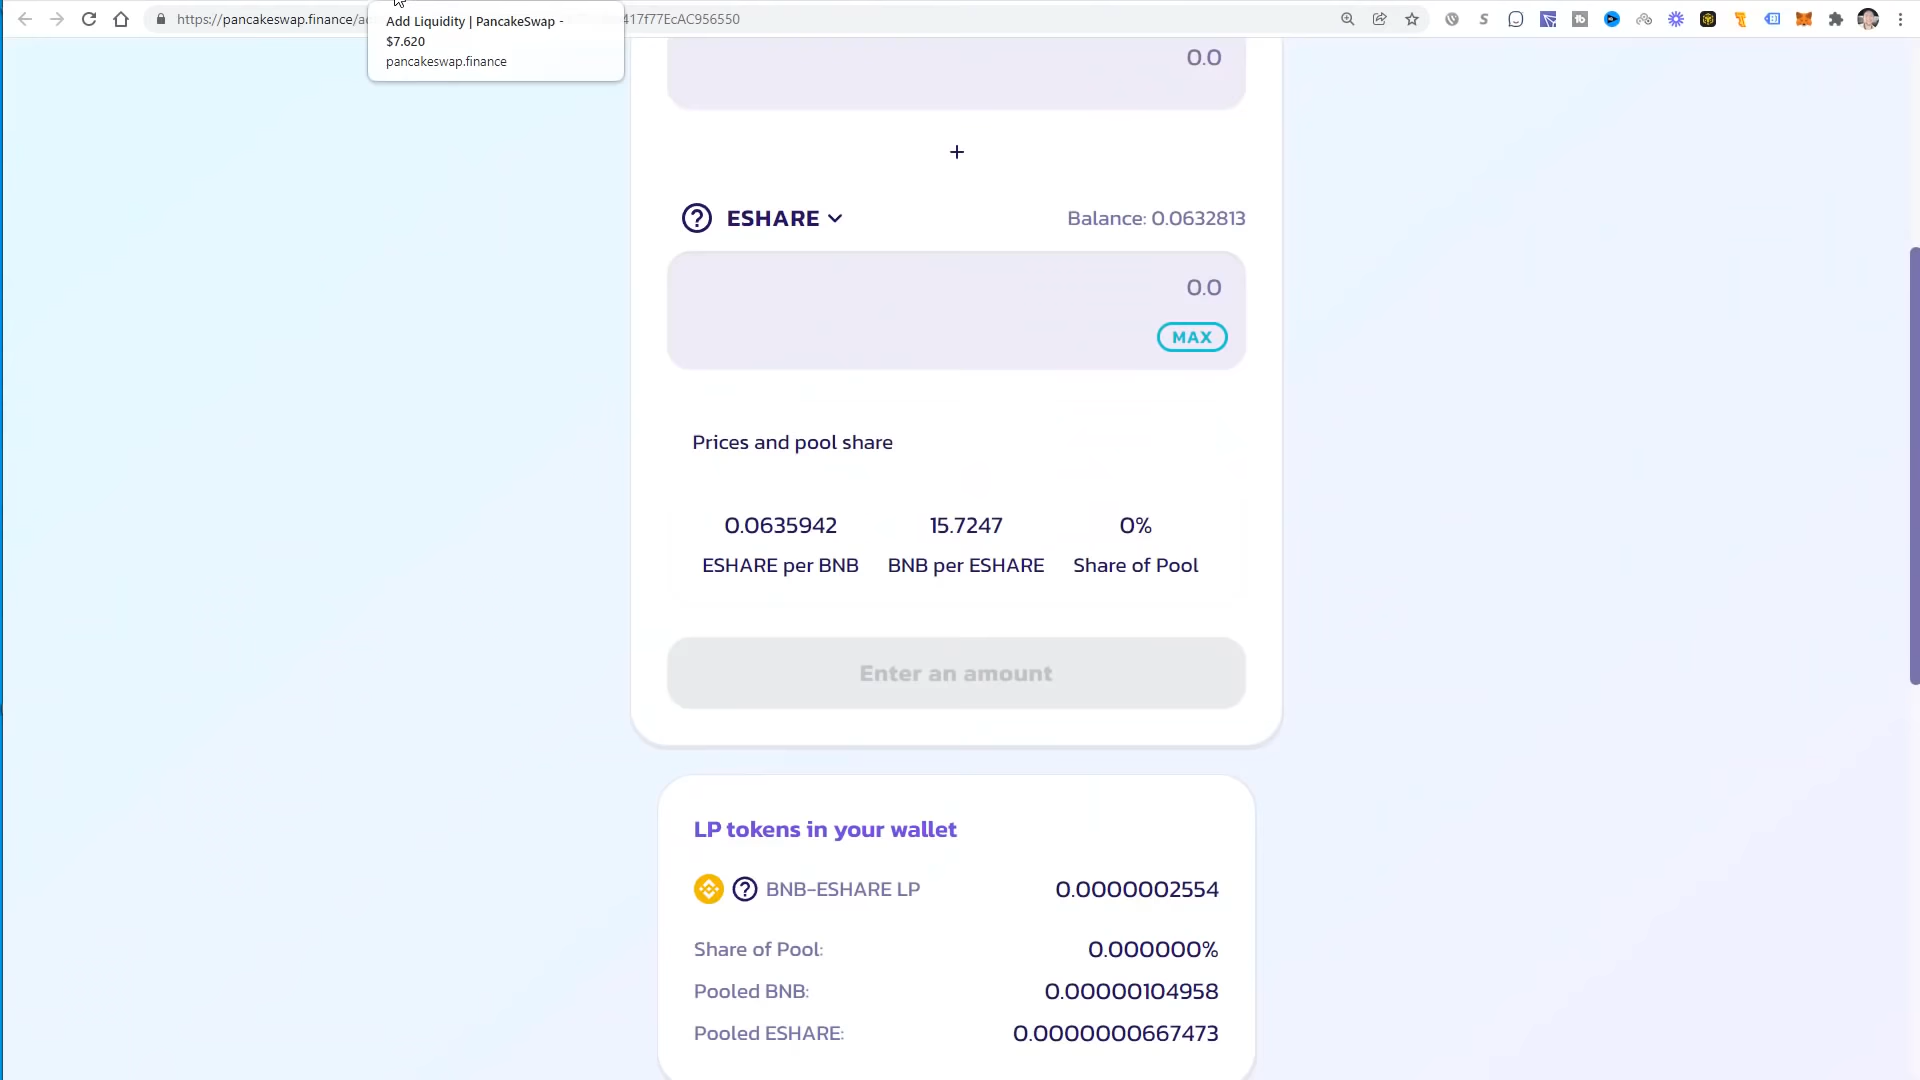 https://pancakeswap.finance/a
417f77EcAC956550
Add Liquidity | PancakeSwap -
$7.620
pancakeswap.finance
0.0
+
ESHARE
Balance: 0.0632813
0.0
MAX
Prices and pool share
0.0635942 15.7247 0%
ESHARE per BNB BNB per ESHARE Share of Pool
Enter an amount
LP tokens in your wallet
BNB-ESHARE LP 0.0000002554
Share of Pool: 0.000000%
Pooled BNB: 0.00000104958
Pooled ESHARE: 0.0000000667473